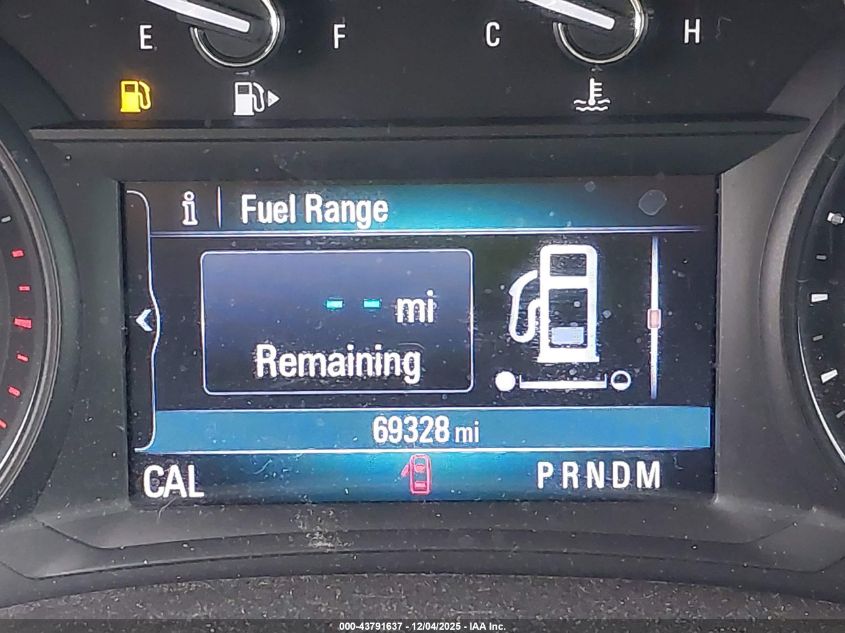 E F C H
i Fuel Range
-- mi
Remaining
69328 mi
CAL PRNDM
000-43791637 - 12/04/2025 - IAA Inc.